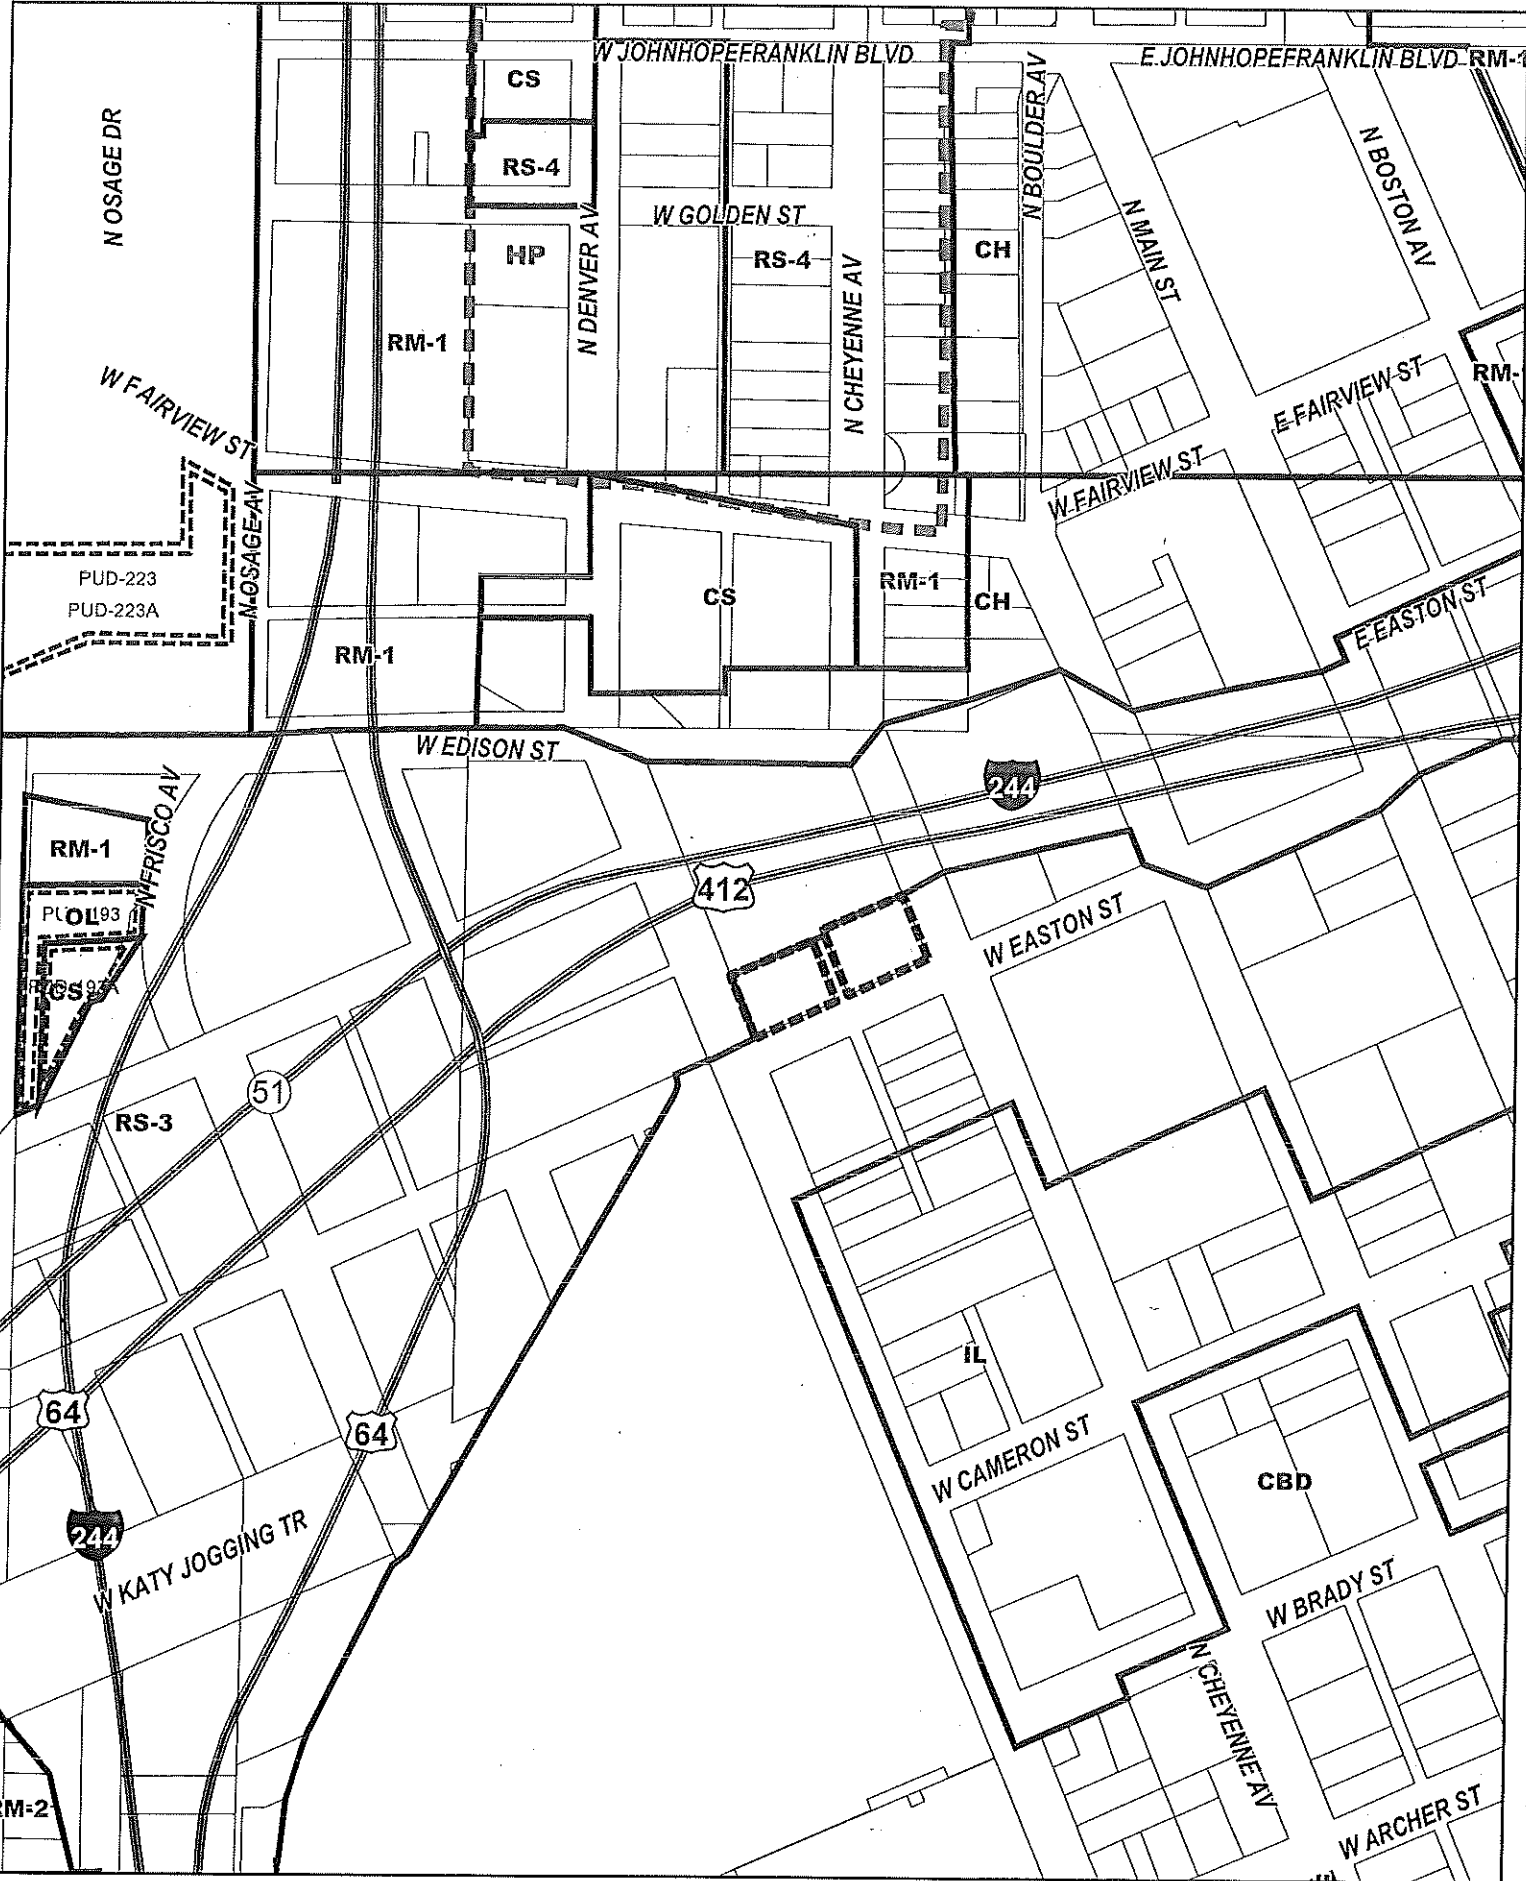 W JOHNHOPEFRANKLIN BLVD
E JOHNHOPEFRANKLIN BLVD
RM-1
CS
N OSAGE DR
N BOULDER AV
N BOSTON AV
RS-4
W GOLDEN ST
N MAIN ST
HP
N DENVER AV
RS-4
CH
N CHEYENNE AV
RM-1
W FAIRVIEW ST
E FAIRVIEW ST
RM-
W FAIRVIEW ST
N OSAGE AV
PUD-223
PUD-223A
CS
RM-1
CH
E EASTON ST
RM-1
W EDISON ST
244
N FRISCO AV
RM-1
412
OL
193
W EASTON ST
CS
51
RS-3
IL
64
64
W CAMERON ST
CBD
244
W KATY JOGGING TR
W BRADY ST
N CHEYENNE AV
RM-2
W ARCHER ST